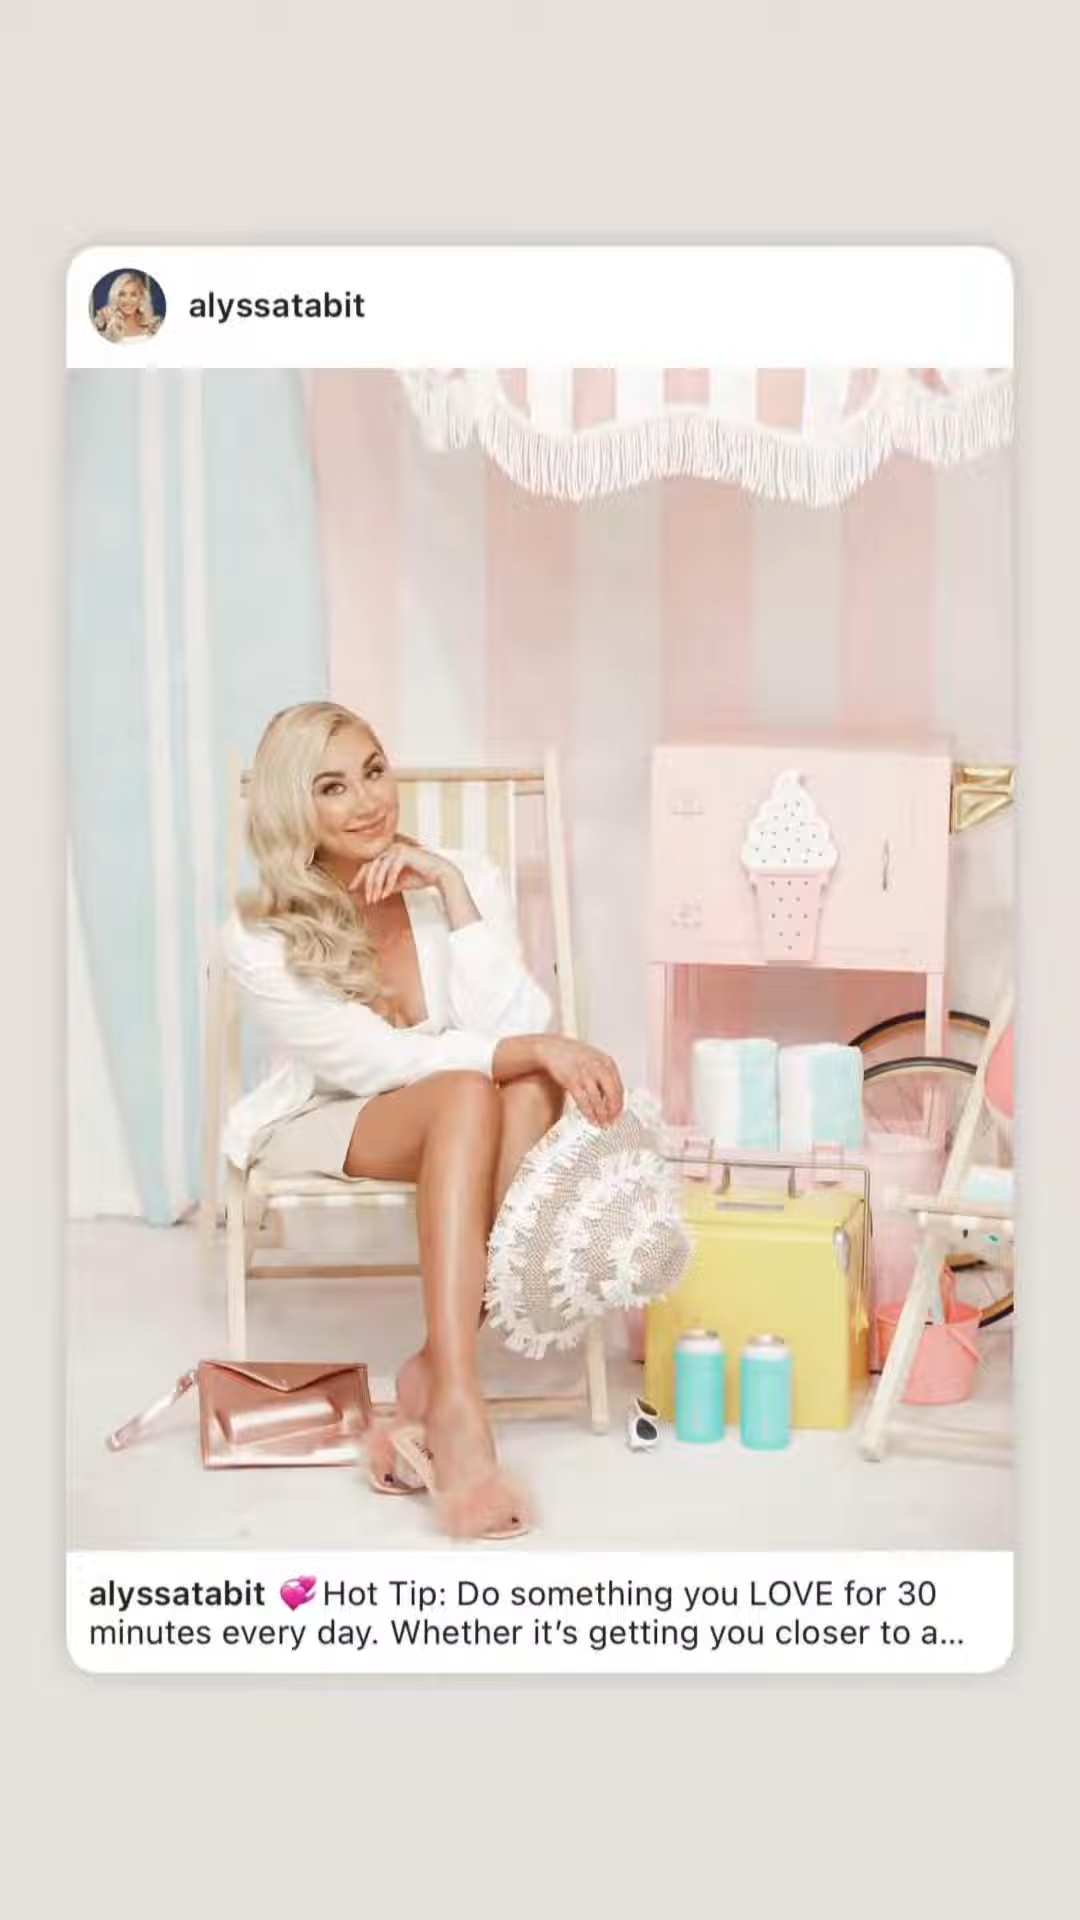 alyssatabit
alyssatabit 💞Hot Tip: Do something you LOVE for 30
minutes every day. Whether it’s getting you closer to a...